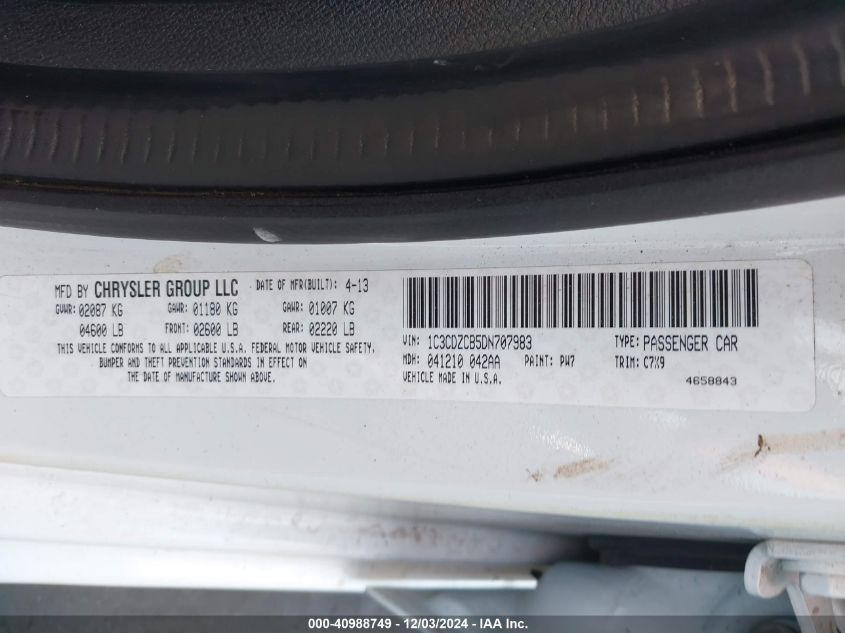 MFD BY CHRYSLER GROUP LLC DATE OF MFR(BUILT): 4-13
GVWR: 02087 KG GAWR: 01180 KG GAWR: 01007 KG
04600 LB FRONT: 02600 LB REAR: 02220 LB
THIS VEHICLE CONFORMS TO ALL APPLICABLE U.S.A. FEDERAL MOTOR VEHICLE SAFETY,
BUMPER AND THEFT PREVENTION STANDARDS IN EFFECT ON
THE DATE OF MANUFACTURE SHOWN ABOVE.
VIN: 1C3CDZCB5DN707983 TYPE: PASSENGER CAR
MDH: 041210 042AA PAINT: PW7 TRIM: C7X9
VEHICLE MADE IN U.S.A. 4658843
000-40988749 - 12/03/2024 - IAA, Inc.